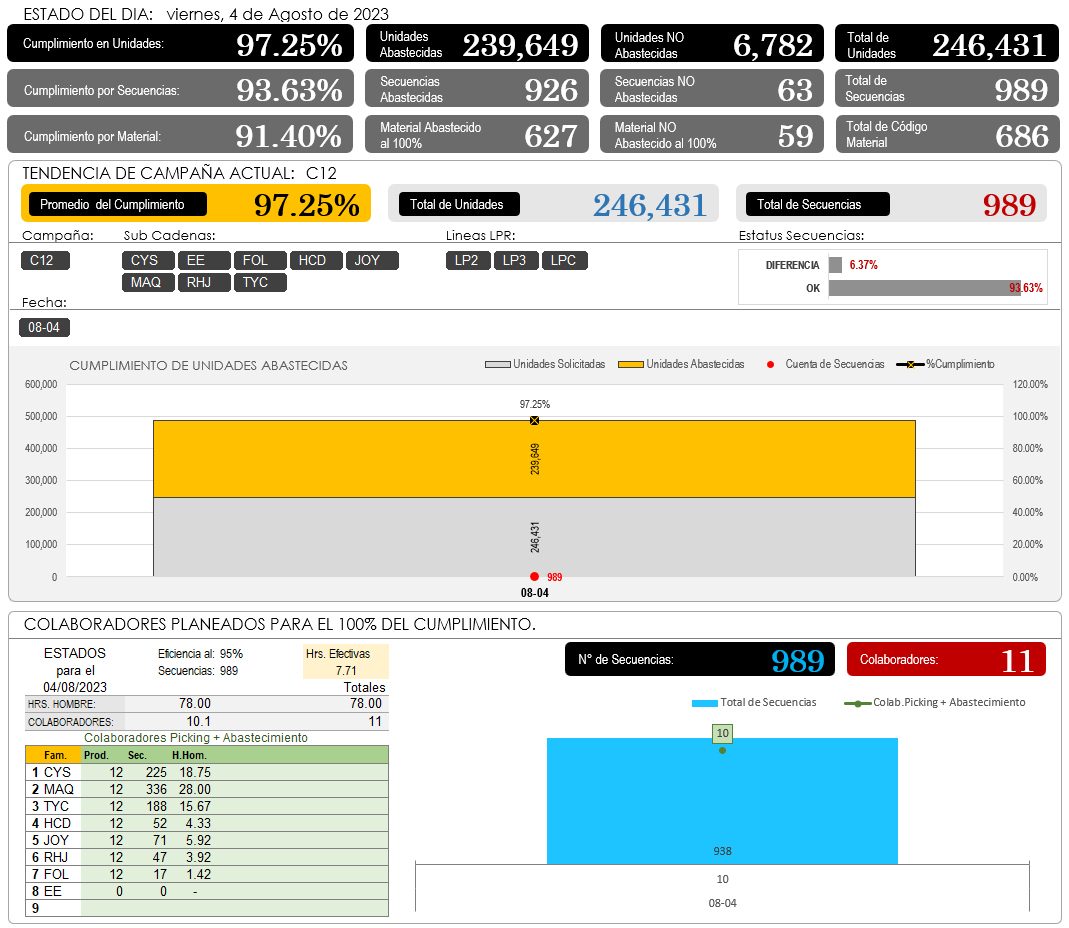 ESTADO DEL DIA: viernes, 4 de Agosto de 2023
Cumplimiento en Unidades: 97.25%
Unidades Abastecidas 239,649
Unidades NO Abastecidas 6,782
Total de Unidades 246,431
Cumplimiento por Secuencias: 93.63%
Secuencias Abastecidas 926
Secuencias NO Abastecidas 63
Total de Secuencias 989
Cumplimiento por Material: 91.40%
Material Abastecido al 100% 627
Material NO Abastecido al 100% 59
Total de Código Material 686
TENDENCIA DE CAMPAÑA ACTUAL: C12
Promedio del Cumplimiento 97.25%
Total de Unidades 246,431
Total de Secuencias 989
Campaña: Sub Cadenas: Lineas LPR: Estatus Secuencias:
C12 CYS EE FOL HCD JOY LP2 LP3 LPC
MAQ RHJ TYC
DIFERENCIA 6.37%
OK 93.63%
Fecha:
08-04
CUMPLIMIENTO DE UNIDADES ABASTECIDAS
Unidades Solicitadas Unidades Abastecidas Cuenta de Secuencias %Cumplimiento
600,000 120.00%
97.25%
500,000 100.00%
400,000 80.00%
239,649
300,000 60.00%
200,000 40.00%
246,431
100,000 20.00%
0 989 0.00%
08-04
COLABORADORES PLANEADOS PARA EL 100% DEL CUMPLIMIENTO.
ESTADOS Eficiencia al: 95% Hrs. Efectivas
para el Secuencias: 989 7.71
04/08/2023 Totales
HRS. HOMBRE: 78.00 78.00
COLABORADORES: 10.1 11
Colaboradores Picking + Abastecimiento
Fam. Prod. Sec. H.Hom.
1 CYS 12 225 18.75
2 MAQ 12 336 28.00
3 TYC 12 188 15.67
4 HCD 12 52 4.33
5 JOY 12 71 5.92
6 RHJ 12 47 3.92
7 FOL 12 17 1.42
8 EE 0 0 -
9
N° de Secuencias: 989
Colaboradores: 11
Total de Secuencias Colab.Picking + Abastecimiento
10
938
10
08-04